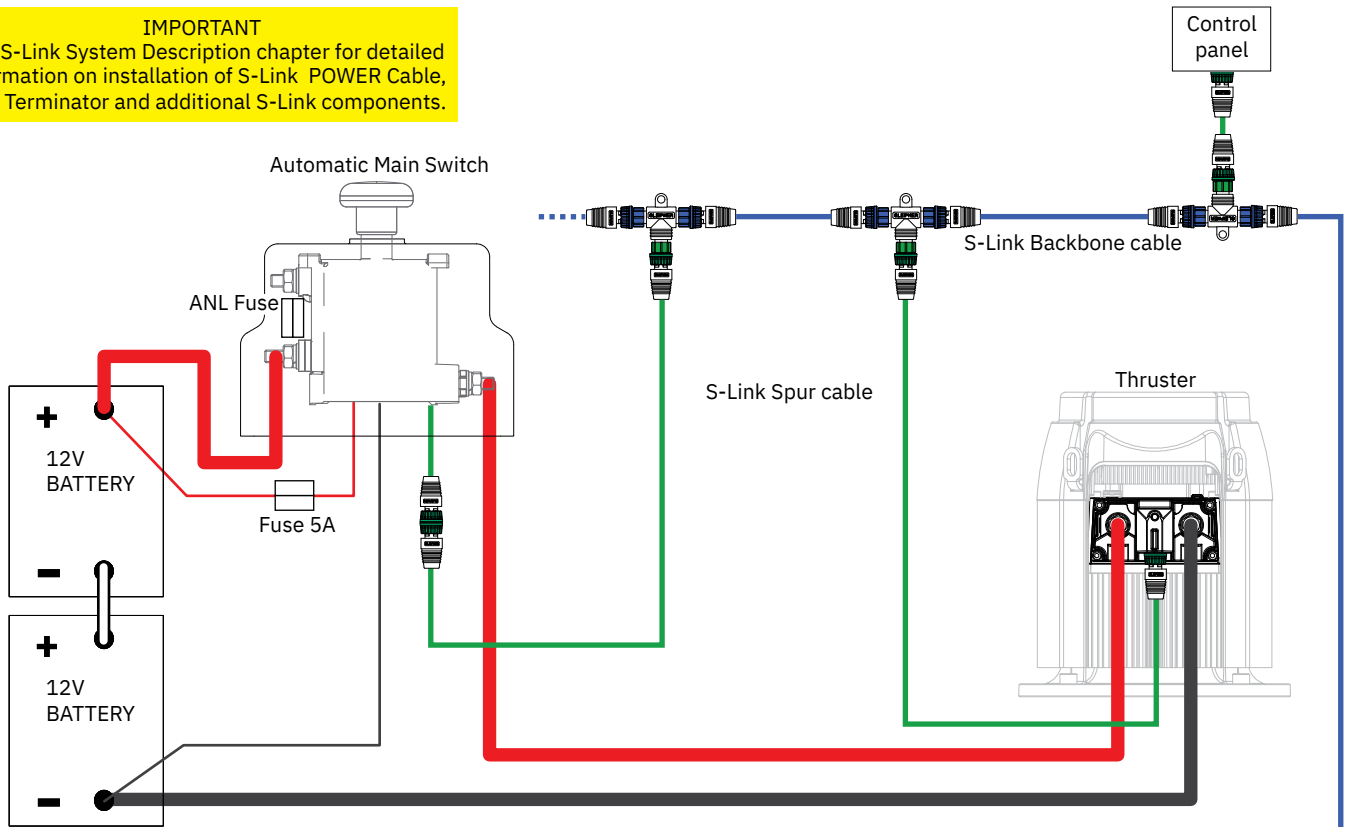 IMPORTANT
S-Link System Description chapter for detailed
rmation on installation of S-Link POWER Cable,
Terminator and additional S-Link components.
Control
panel
Automatic Main Switch
S-Link Backbone cable
ANL Fuse
S-Link Spur cable
Thruster
+
12V
BATTERY
-
Fuse 5A
+
12V
BATTERY
-